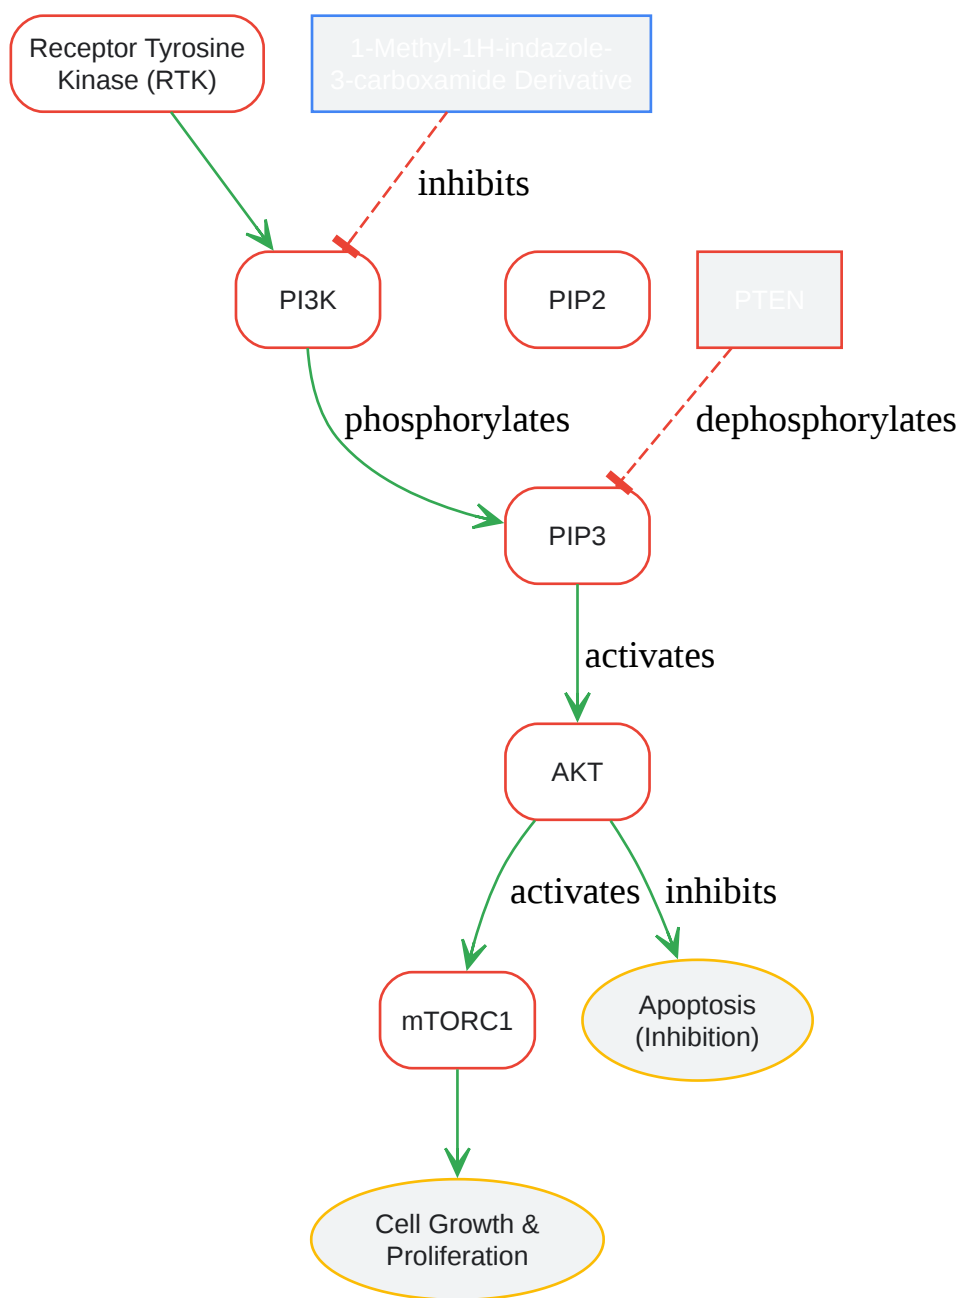 Receptor Tyrosine
Kinase (RTK)
1-Methyl-1H-indazole-
3-carboxamide Derivative
inhibits
PI3K
PIP2
PTEN
phosphorylates
dephosphorylates
PIP3
activates
AKT
activates
inhibits
mTORC1
Apoptosis
(Inhibition)
Cell Growth &
Proliferation